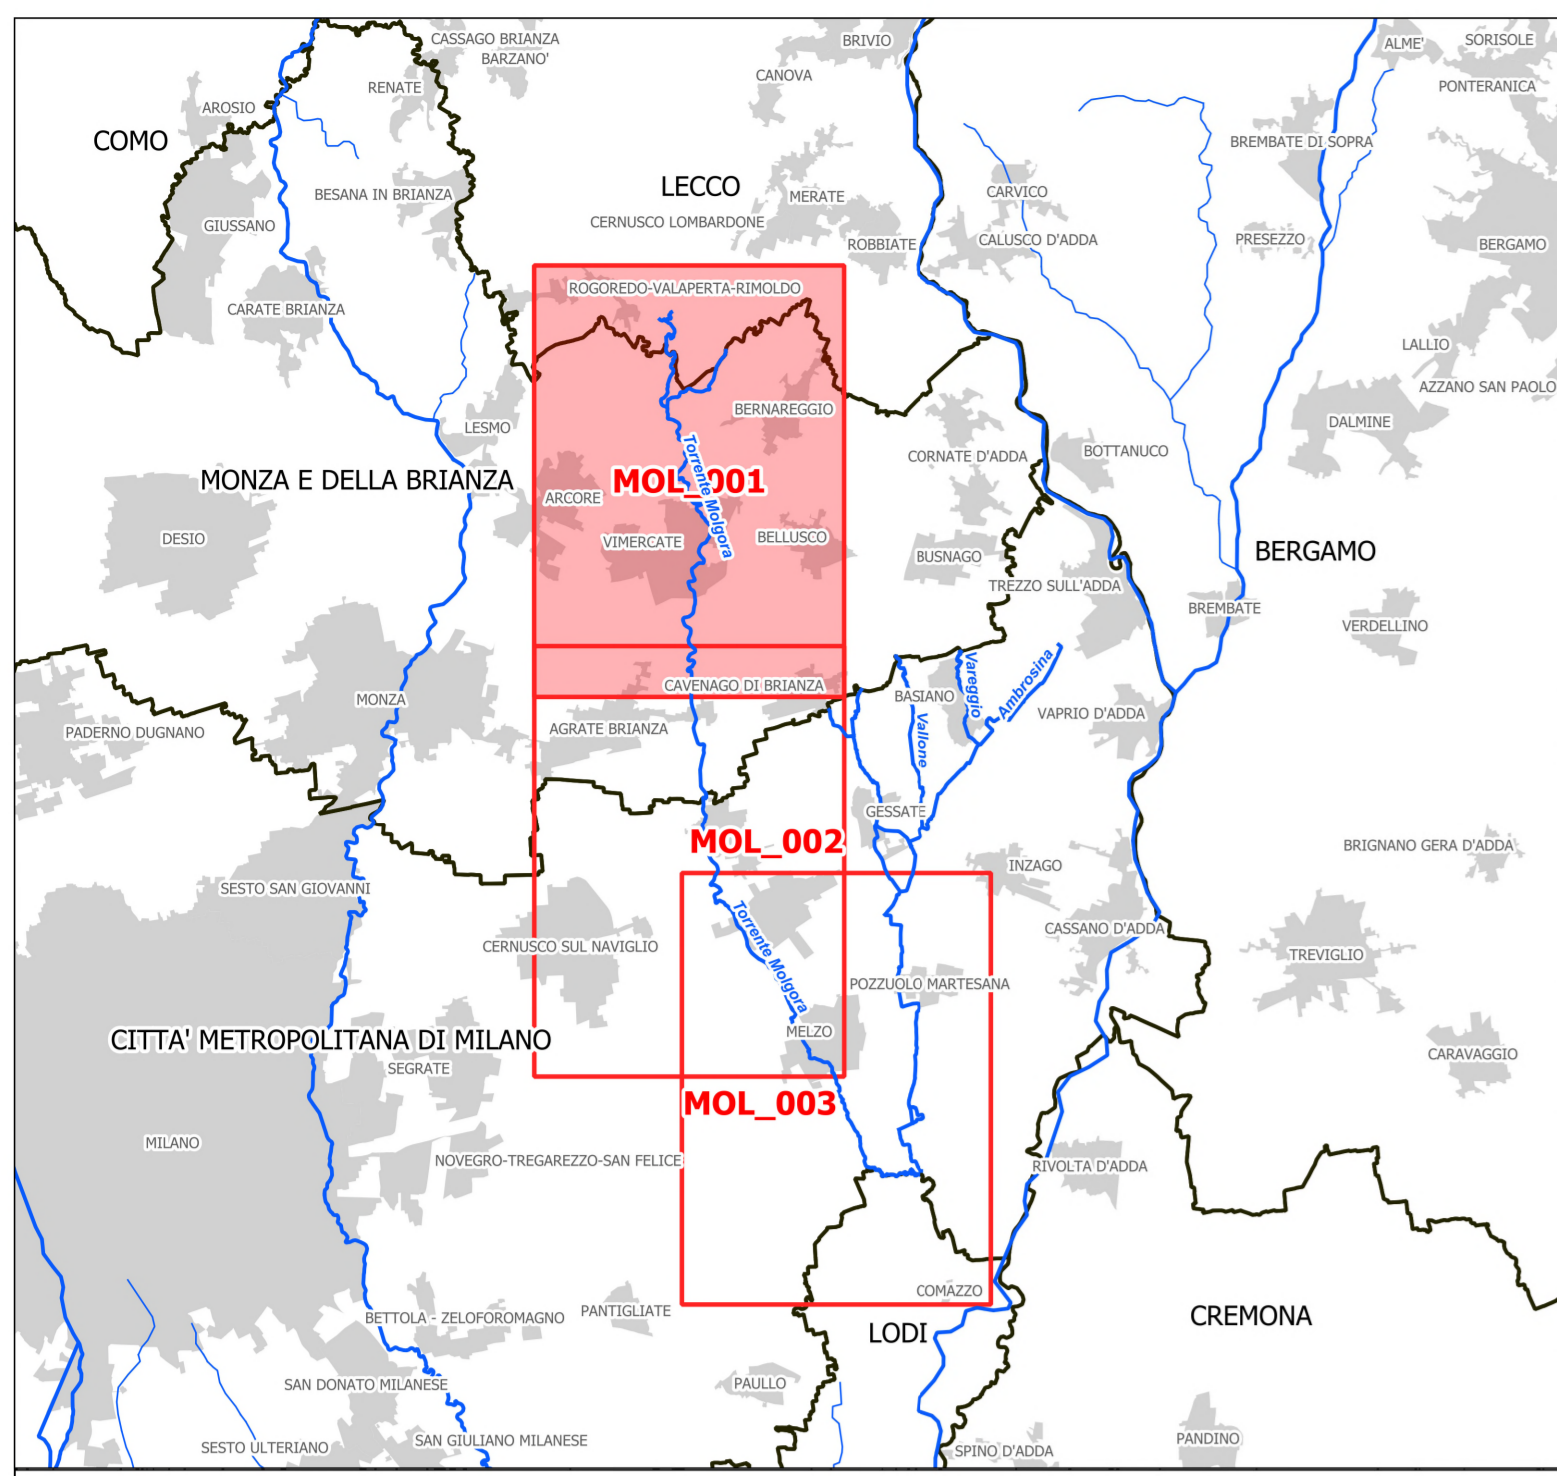 CASSAGO BRIANZA
BARZANO'
BRIVIO
ALME'
SORISOLE
CANOVA
RENATE
PONTERANICA
AROSIO
COMO
BREMBATE DI SOPRA
LECCO
BESANA IN BRIANZA
MERATE
CARVICO
GIUSSANO
CERNUSCO LOMBARDONE
ROBBIATE
CALUSCO D'ADDA
PRESEZZO
BERGAMO
ROGOREDO-VALAPERTA-RIMOLDO
CARATE BRIANZA
LALLIO
AZZANO SAN PAOLO
BERNAREGGIO
DALMINE
LESMO
CORNATE D'ADDA
BOTTANUCO
MONZA E DELLA BRIANZA
MOL_001
Torrente Molgora
ARCORE
DESIO
VIMERCATE
BELLUSCO
BUSNAGO
BERGAMO
TREZZO SULL'ADDA
BREMBATE
VERDELLINO
Vareggio
Ambrosina
CAVENAGO DI BRIANZA
MONZA
BASIANO
VAPRIO D'ADDA
PADERNO DUGNANO
AGRATE BRIANZA
Vallone
GESSATE
MOL_002
BRIGNANO GERA D'ADDA
INZAGO
SESTO SAN GIOVANNI
CERNUSCO SUL NAVIGLIO
Torrente Molgora
CASSANO D'ADDA
TREVIGLIO
POZZUOLO MARTESANA
MELZO
CITTA' METROPOLITANA DI MILANO
SEGRATE
CARAVAGGIO
MOL_003
MILANO
NOVEGRO-TREGAREZZO-SAN FELICE
RIVOLTA D'ADDA
COMAZZO
PANTIGLIATE
BETTOLA - ZELOFOROMAGNO
CREMONA
LODI
SAN DONATO MILANESE
PAULLO
SESTO ULTERIANO
SAN GIULIANO MILANESE
SPINO D'ADDA
PANDINO